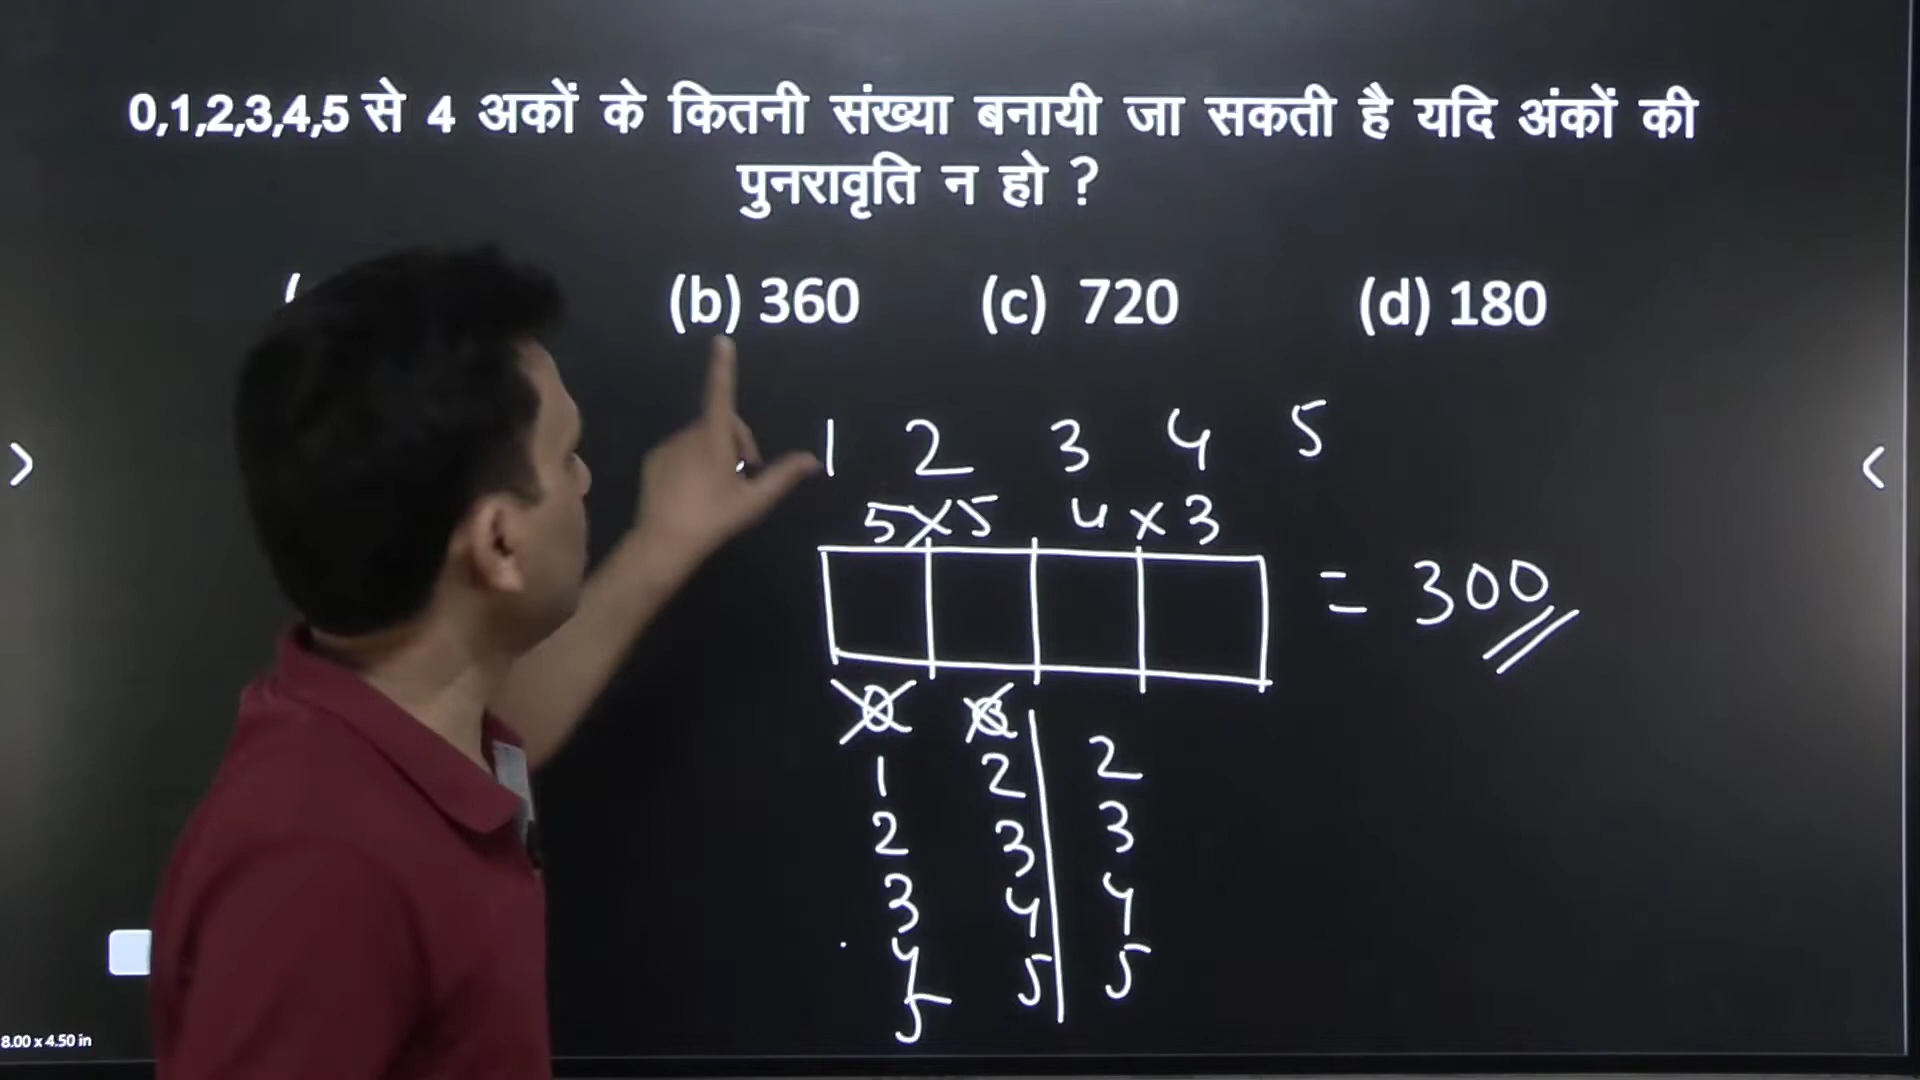 0,1,2,3,4,5 से 4 अकों के कितनी संख्या बनायी जा सकती है यदि अंकों की
पुनरावृति न हो ?
( (b) 360 (c) 720 (d) 180
1 2 3 4 5
5 x 5 4 x 3
= 300
0
1 2 2
2 3 3
3 4 4
4 5 5
5
8.00 x 4.50 in